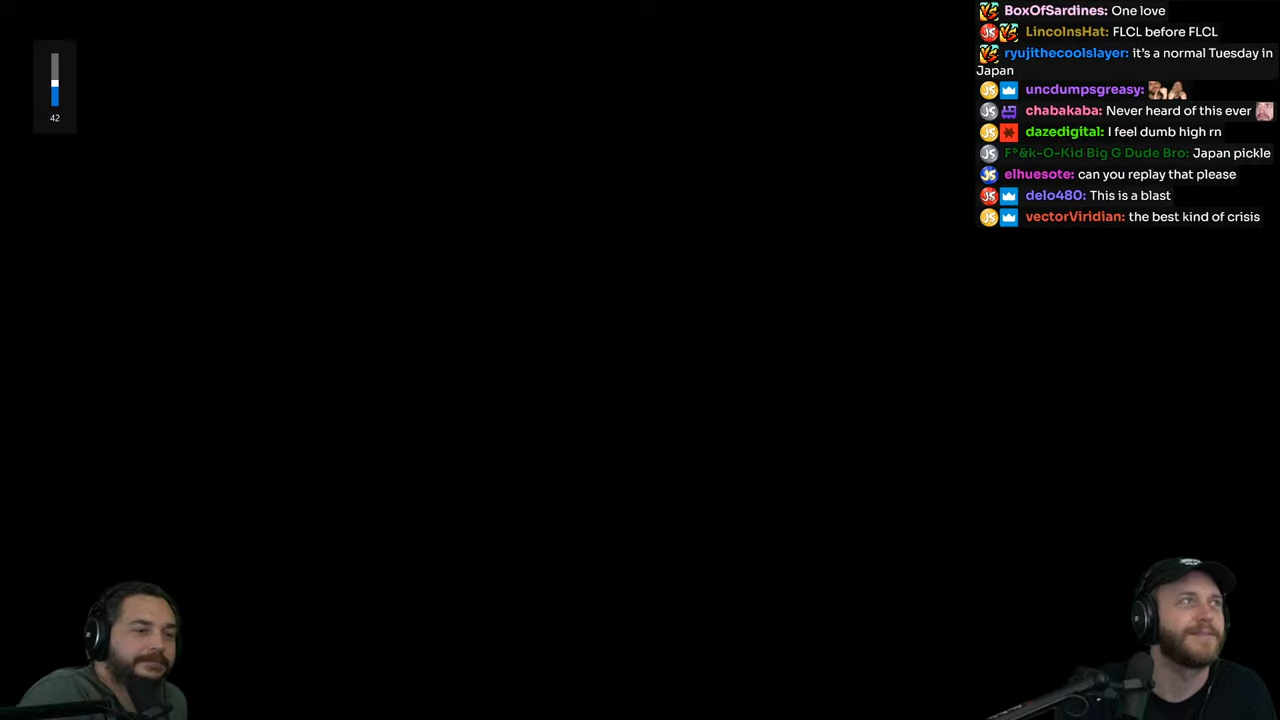 BoxOfSardines: One love
LincolnsHat: FLCL before FLCL
ryujithecoolslayer: it's a normal Tuesday in
Japan
uncdumpsgreasy:
chabakaba: Never heard of this ever
dazedigital: I feel dumb high rn
F*&k-O-Kid Big G Dude Bro: Japan pickle
elhuesote: can you replay that please
delo480: This is a blast
vectorViridian: the best kind of crisis
42